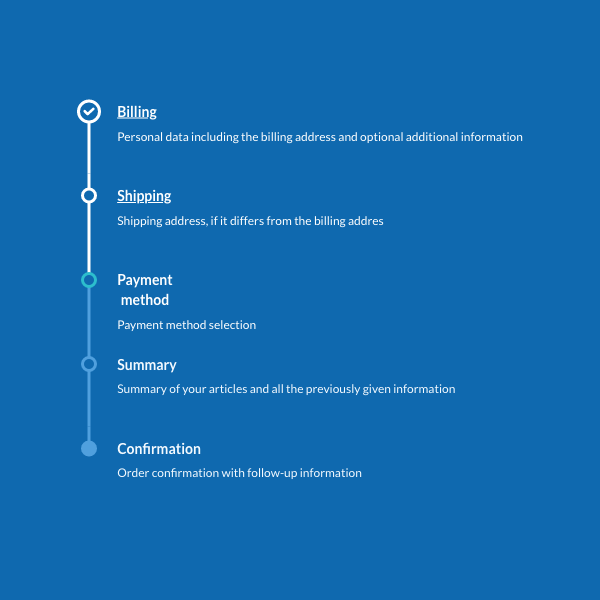 Billing
Personal data including the billing address and optional additional information
Shipping
Shipping address, if it differs from the billing addres
Payment
method
Payment method selection
Summary
Summary of your articles and all the previously given information
Confirmation
Order confirmation with follow-up information